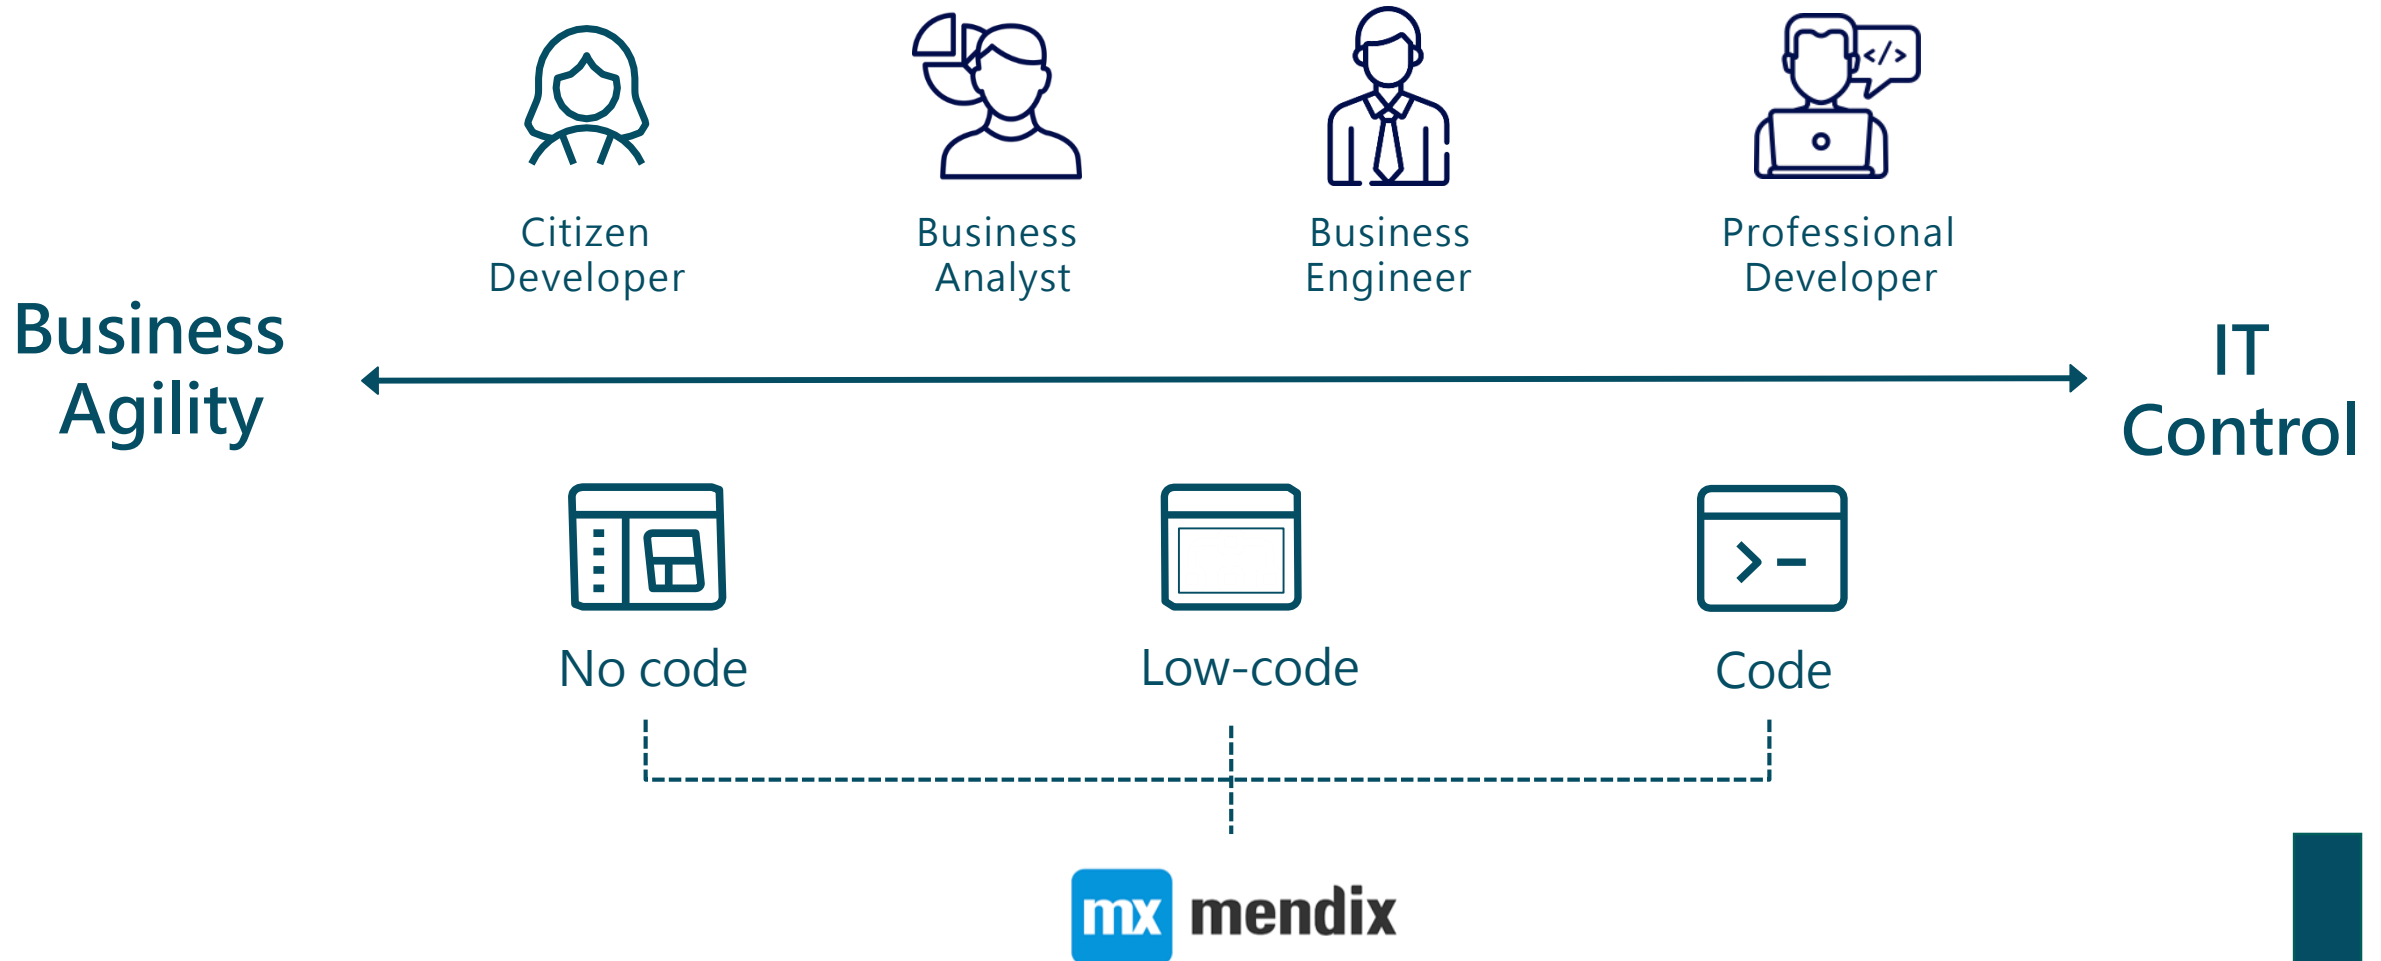 </>
Citizen
Developer
Business
Analyst
Business
Engineer
Professional
Developer
Business
Agility
IT
Control
>-
No code
Low-code
Code
mx mendix